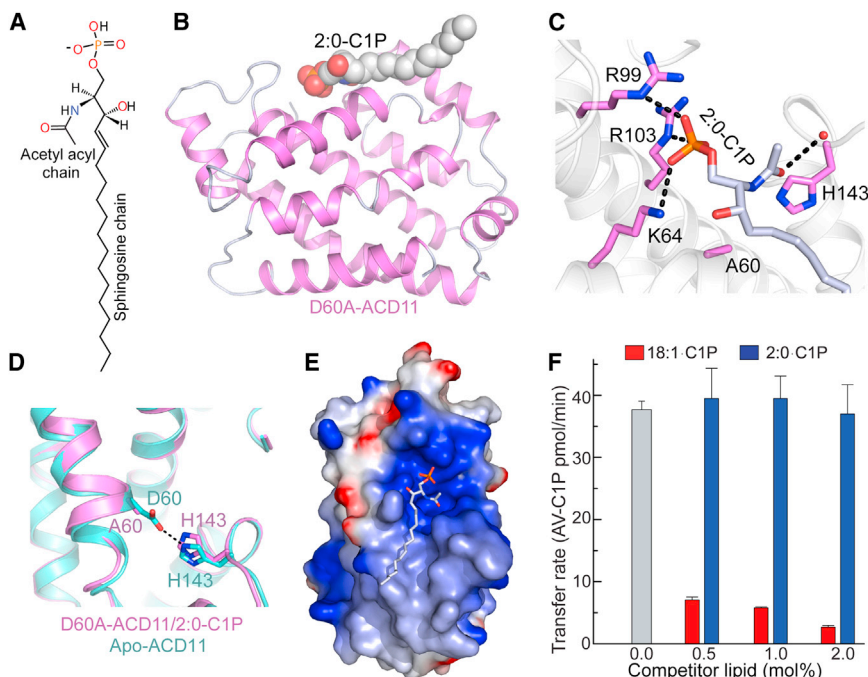 A
OH
-O
P
O
O
H
N
OH
H
O
Acetyl acyl
chain
Sphingosine chain
B
2:0-C1P
D60A-ACD11
C
R99
R103
2:0-C1P
H143
K64
A60
D
D60
A60
H143
H143
D60A-ACD11/2:0-C1P
Apo-ACD11
E
F
18:1·C1P
2:0·C1P
Transfer rate (AV-C1P pmol/min)
40
30
20
10
0
0.0
0.5
1.0
2.0
Competitor lipid (mol%)